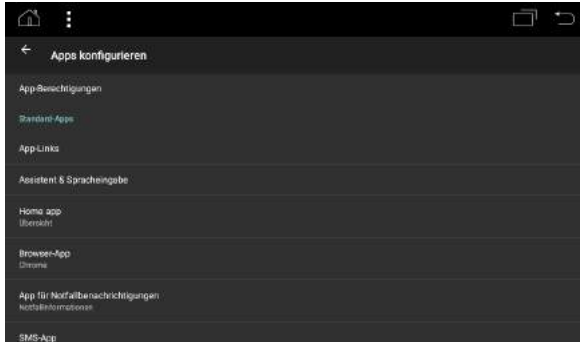 Apps konfigurieren
App-Berechtigungen
Standard-Apps
App-Links
Assistent & Spracheingabe
Home app
Übersicht
Browser-App
Chrome
App für Notfallbenachrichtigungen
Notfallinformationen
SMS-App